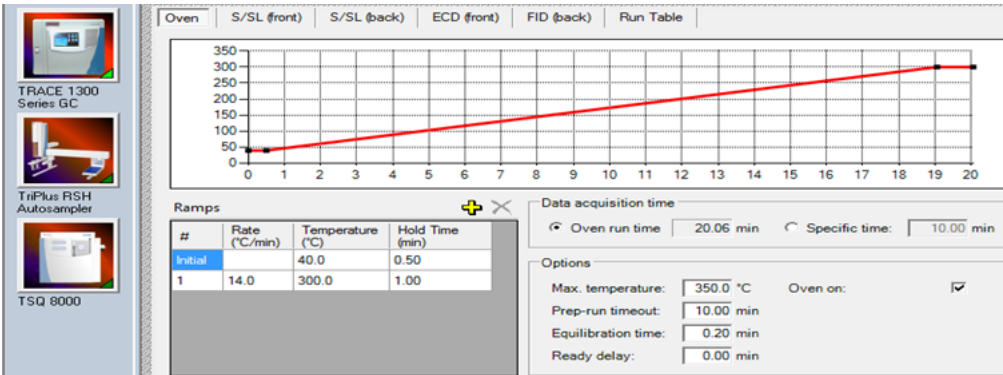 Oven S/SL (front) S/SL (back) ECD (front) FID (back) Run Table
TRACE 1300
Series GC
TriPlus RSH
Autosampler
TSQ 8000
350
300
250
200
150
100
50
0
0 1 2 3 4 5 6 7 8 9 10 11 12 13 14 15 16 17 18 19 20
Ramps
# Rate (°C/min) Temperature (°C) Hold Time (min)
Initial 40.0 0.50
1 14.0 300.0 1.00
Data acquisition time
Oven run time 20.06 min Specific time: 10.00 min
Options
Max. temperature: 350.0 °C Oven on:
Prep-run timeout: 10.00 min
Equilibration time: 0.20 min
Ready delay: 0.00 min